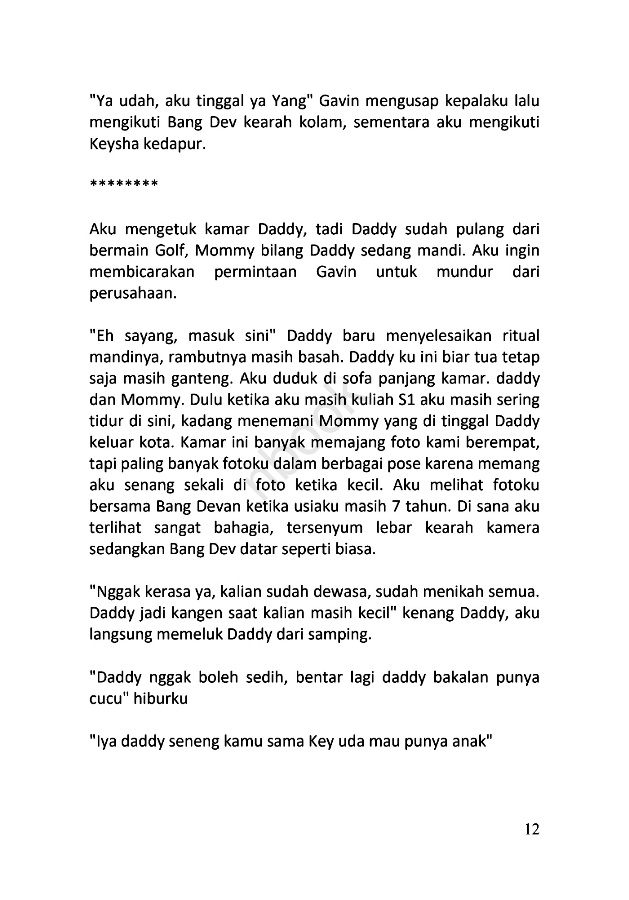 "Ya udah, aku tinggal ya Yang" Gavin mengusap kepalaku lalu
mengikuti Bang Dev kearah kolam, sementara aku mengikuti
Keysha kedapur.
********
Aku mengetuk kamar Daddy, tadi Daddy sudah pulang dari
bermain Golf, Mommy bilang Daddy sedang mandi. Aku ingin
membicarakan permintaan Gavin untuk mundur dari
perusahaan.
"Eh sayang, masuk sini" Daddy baru menyelesaikan ritual
mandinya, rambutnya masih basah. Daddy ku ini biar tua tetap
saja masih ganteng. Aku duduk di sofa panjang kamar. daddy
dan Mommy. Dulu ketika aku masih kuliah S1 aku masih sering
tidur di sini, kadang menemani Mommy yang di tinggal Daddy
keluar kota. Kamar ini banyak memajang foto kami berempat,
tapi paling banyak fotoku dalam berbagai pose karena memang
aku senang sekali di foto ketika kecil. Aku melihat fotoku
bersama Bang Devan ketika usiaku masih 7 tahun. Di sana aku
terlihat sangat bahagia, tersenyum lebar kearah kamera
sedangkan Bang Dev datar seperti biasa.
"Nggak kerasa ya, kalian sudah dewasa, sudah menikah semua.
Daddy jadi kangen saat kalian masih kecil" kenang Daddy, aku
langsung memeluk Daddy dari samping.
"Daddy nggak boleh sedih, bentar lagi daddy bakalan punya
cucu" hiburku
"Iya daddy seneng kamu sama Key uda mau punya anak"
12